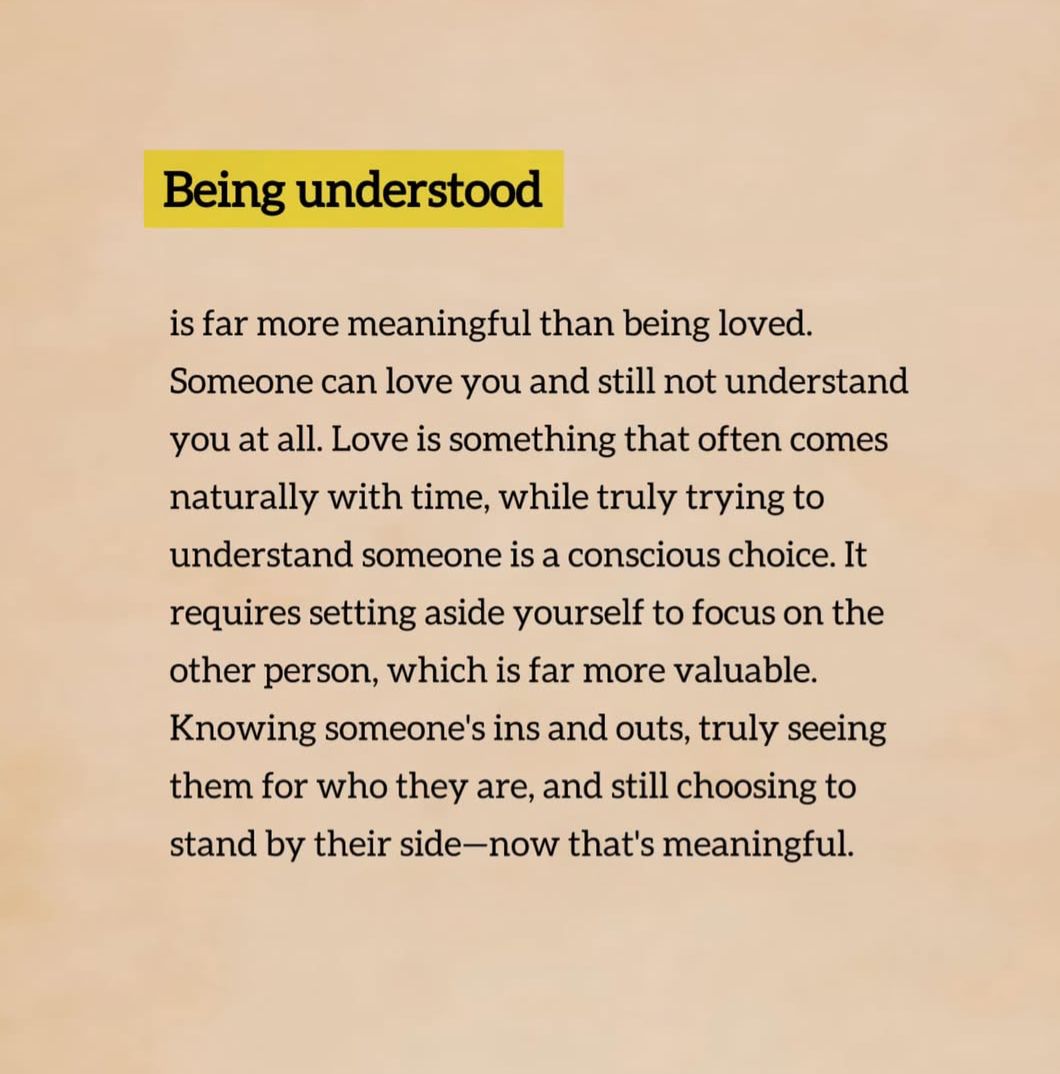 Being understood
is far more meaningful than being loved.
Someone can love you and still not understand
you at all. Love is something that often comes
naturally with time, while truly trying to
understand someone is a conscious choice. It
requires setting aside yourself to focus on the
other person, which is far more valuable.
Knowing someone's ins and outs, truly seeing
them for who they are, and still choosing to
stand by their side—now that's meaningful.